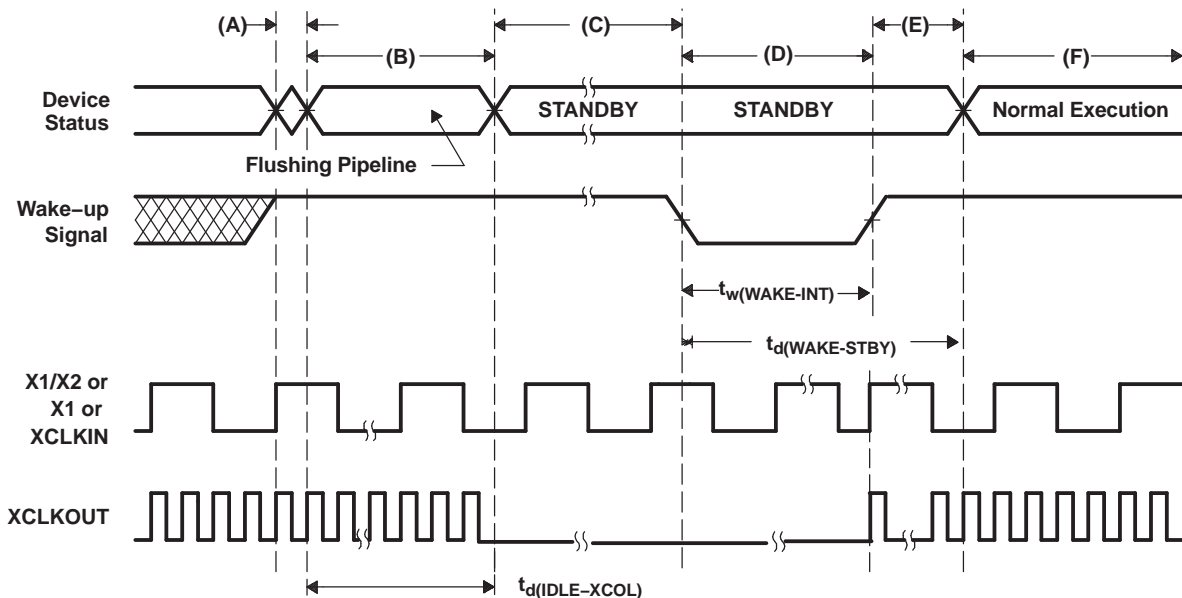 (A)
(B)
(C)
(D)
(E)
(F)
Device
Status
STANDBY
STANDBY
Normal Execution
Flushing Pipeline
Wake−up
Signal
tw(WAKE-INT)
td(WAKE-STBY)
X1/X2 or
X1 or
XCLKIN
XCLKOUT
td(IDLE−XCOL)